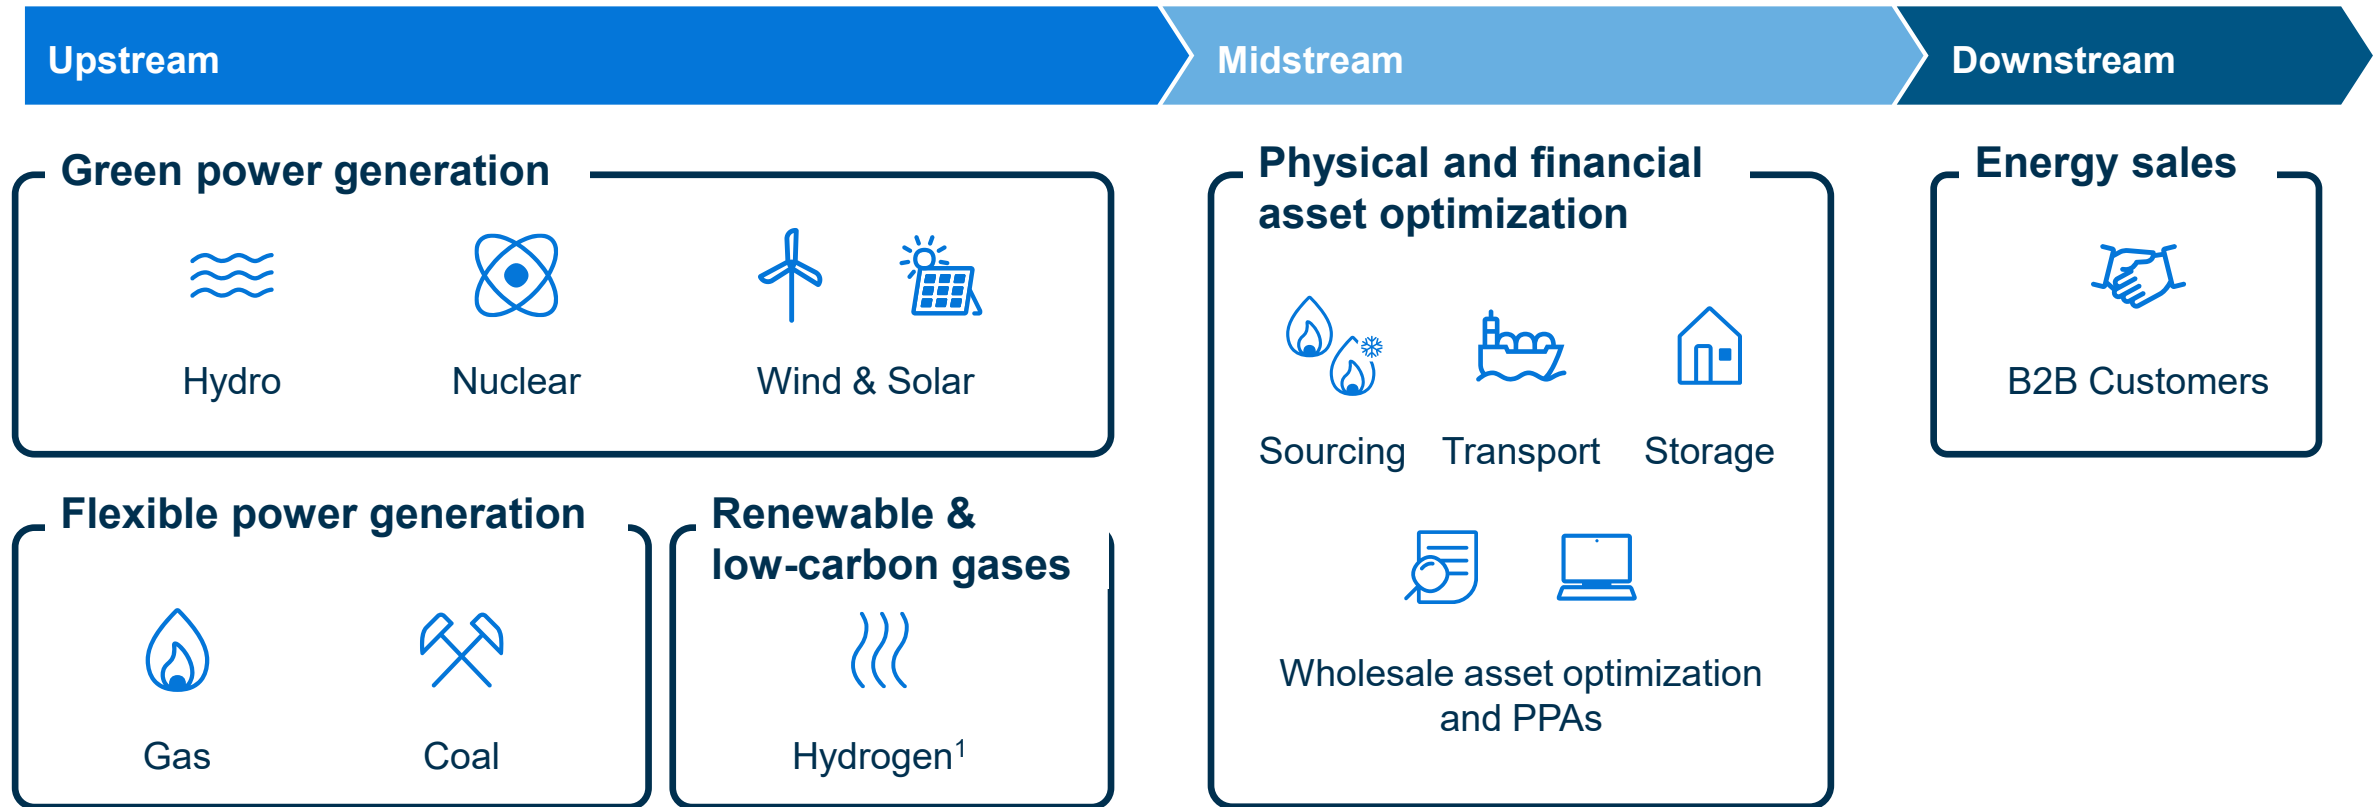 Upstream
Midstream
Downstream
Green power generation
Hydro
Nuclear
Wind & Solar
Flexible power generation
Gas
Coal
Renewable &
low-carbon gases
Hydrogen¹
Physical and financial
asset optimization
Sourcing
Transport
Storage
Wholesale asset optimization
and PPAs
Energy sales
B2B Customers